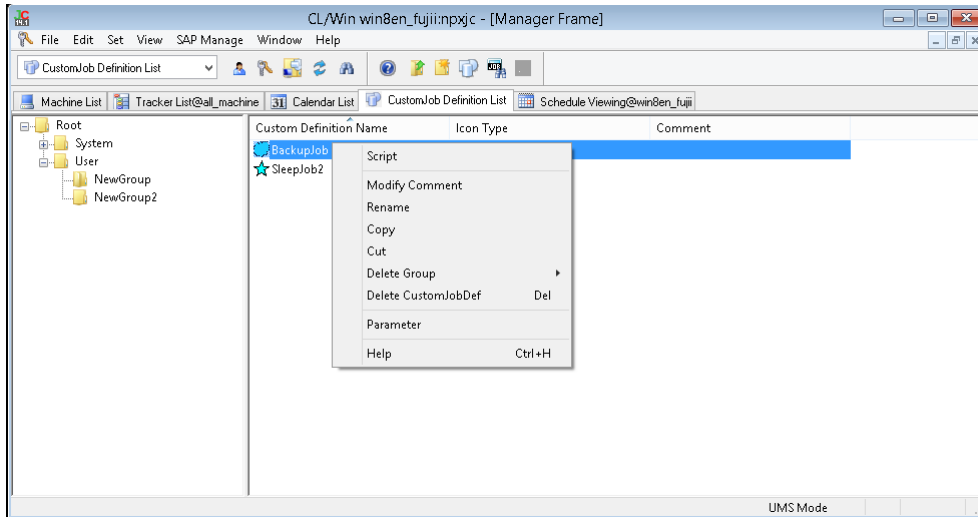 CL/Win win8en_fujii:npxjc - [Manager Frame]
File Edit Set View SAP Manage Window Help
CustomJob Definition List
Machine List Tracker List@all_machine 31 Calendar List CustomJob Definition List Schedule Viewing@win8en_fujii
Root
System
User
NewGroup
NewGroup2
Custom Definition Name Icon Type Comment
BackupJob
SleepJob2
Script
Modify Comment
Rename
Copy
Cut
Delete Group
Delete CustomJobDef Del
Parameter
Help Ctrl+H
UMS Mode